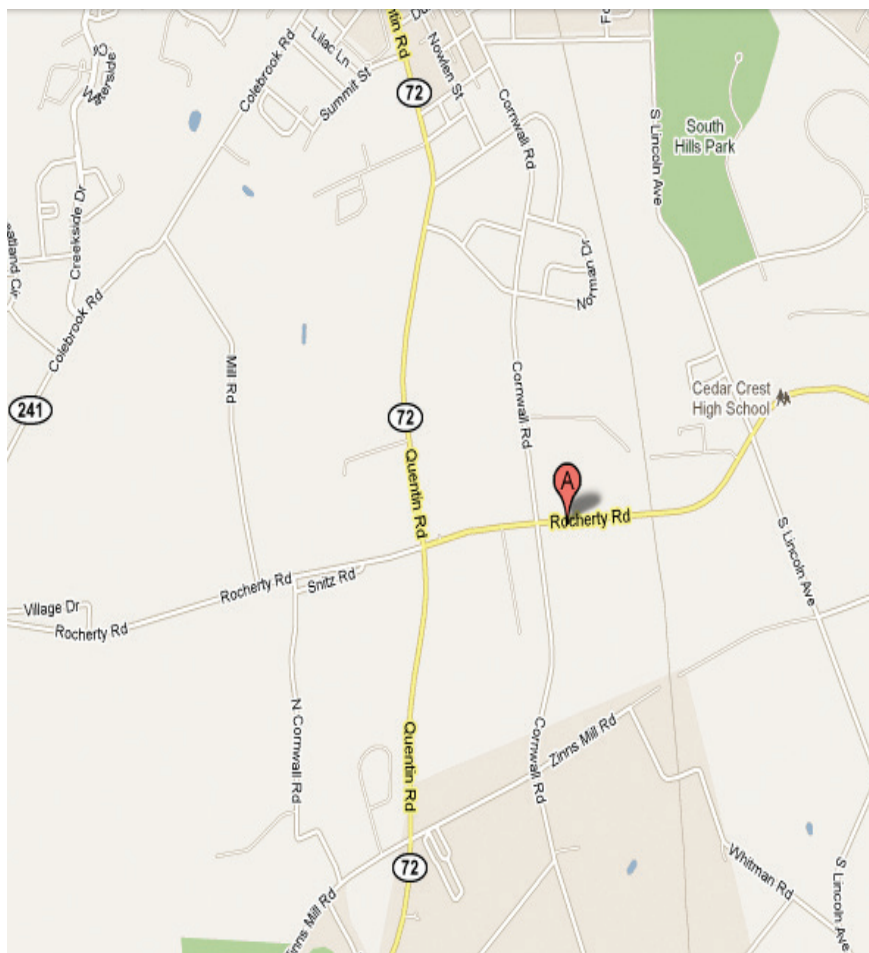 Lilac Ln
Colebrook Rd
Summit St
Nowlen St
72
Cornwall Rd
S Lincoln Ave
South
Hills Park
Creekside Dr
Colebrook Rd
Mill Rd
Norman Dr
Cornwall Rd
241
72
Quentin Rd
Cedar Crest
High School
A
Rocherty Rd
S Lincoln Ave
Rocherty Rd
Snitz Rd
Village Dr
Rocherty Rd
N Cornwall Rd
Quentin Rd
Cornwall Rd
Zinns Mill Rd
72
Whitman Rd
S Lincoln Ave
Zinns Mill Rd